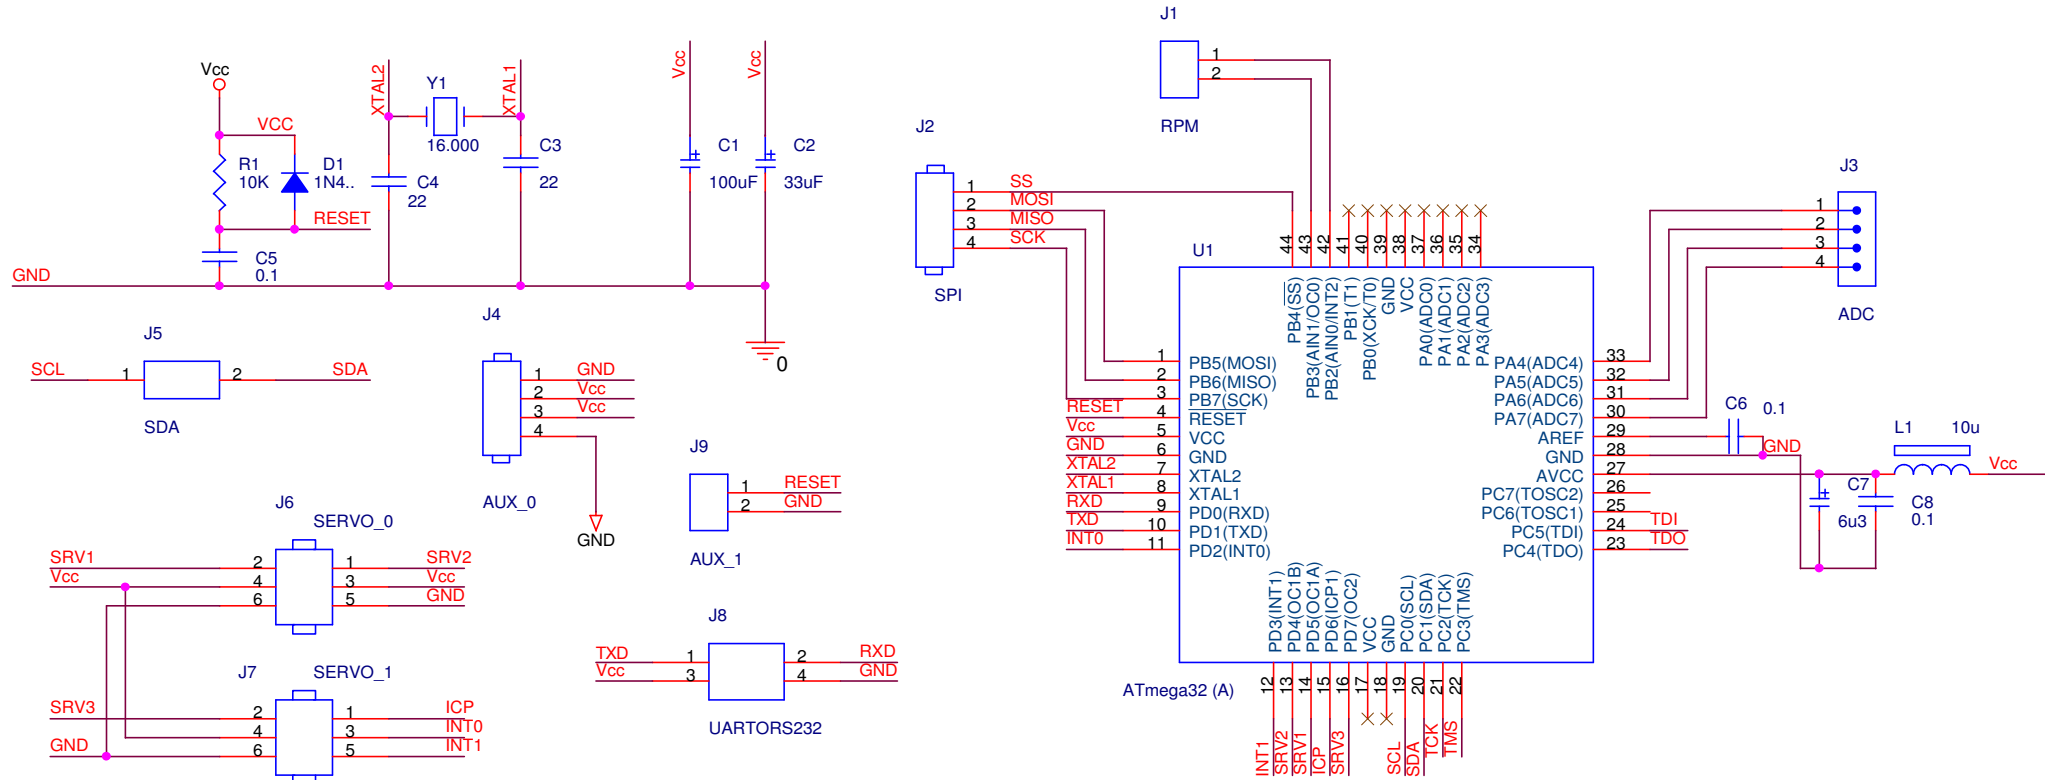 Vcc
VCC
R1
10K
D1
1N4..
RESET
C5
0.1
GND
XTAL2
Y1
16.000
XTAL1
C4
22
C3
22
Vcc
C1
100uF
Vcc
C2
33uF
0
J5
SCL 1 2 SDA
SDA
J4
1 GND
2 Vcc
3 Vcc
4
GND
AUX_0
J9
1 RESET
2 GND
AUX_1
J6
SERVO_0
SRV1 2 1 SRV2
Vcc 4 3 Vcc
6 5 GND
J7
SERVO_1
SRV3 2 1 ICP
4 3 INT0
GND 6 5 INT1
J8
TXD 1 2 RXD
Vcc 3 4 GND
UARTORS232
J1
1
2
RPM
J2
1 SS
2 MOSI
3 MISO
4 SCK
SPI
J3
1
2
3
4
ADC
U1
44 43 42 41 40 39 38 37 36 35 34
PB4(SS)
PB3(AIN1/OC0)
PB2(AIN0/INT2)
PB1(T1)
PB0(XCK/T0)
GND
VCC
PA0(ADC0)
PA1(ADC1)
PA2(ADC2)
PA3(ADC3)
1 PB5(MOSI)
2 PB6(MISO)
3 PB7(SCK)
RESET 4 RESET
Vcc 5 VCC
GND 6 GND
XTAL2 7 XTAL2
XTAL1 8 XTAL1
RXD 9 PD0(RXD)
TXD 10 PD1(TXD)
INT0 11 PD2(INT0)
PA4(ADC4) 33
PA5(ADC5) 32
PA6(ADC6) 31
PA7(ADC7) 30
AREF 29
GND 28
AVCC 27
PC7(TOSC2) 26
PC6(TOSC1) 25
PC5(TDI) 24 TDI
PC4(TDO) 23 TDO
PD3(INT1)
PD4(OC1B)
PD5(OC1A)
PD6(ICP1)
PD7(OC2)
VCC
GND
PC0(SCL)
PC1(SDA)
PC2(TCK)
PC3(TMS)
12 13 14 15 16 17 18 19 20 21 22
INT1
SRV2
SRV1
ICP
SRV3
SCL
SDA
TCK
TMS
ATmega32 (A)
C6 0.1
GND
L1 10u
Vcc
C7
6u3
C8
0.1